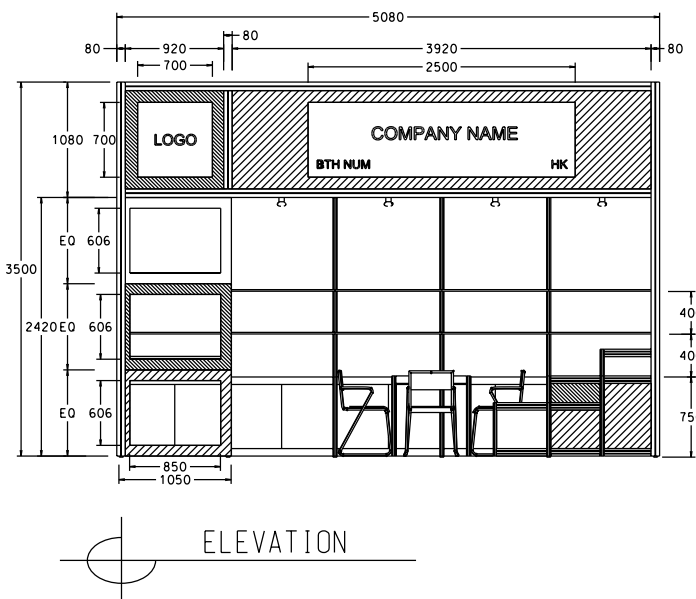 5080
80 920 80 3920 80
700 2500
1080 700 LOGO COMPANY NAME
BTH NUM HK
EQ 606
3500
2420 EQ 606
40
40
EQ 606 75
850
1050
ELEVATION